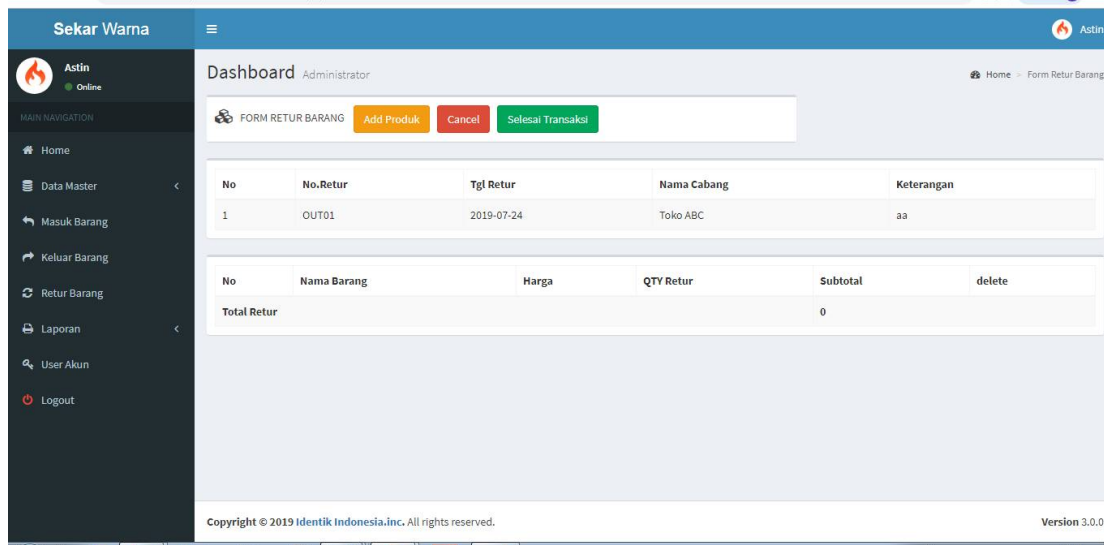 Sekar Warna
Astin
Astin
Online
Dashboard Administrator
Home > Form Retur Barang
MAIN NAVIGATION
FORM RETUR BARANG Add Produk Cancel Selesai Transaksi
Home
Data Master
Masuk Barang
Keluar Barang
Retur Barang
Laporan
User Akun
Logout
No No.Retur Tgl Retur Nama Cabang Keterangan
1 OUT01 2019-07-24 Toko ABC aa
No Nama Barang Harga QTY Retur Subtotal delete
Total Retur 0
Copyright © 2019 Identik Indonesia.inc. All rights reserved.
Version 3.0.0